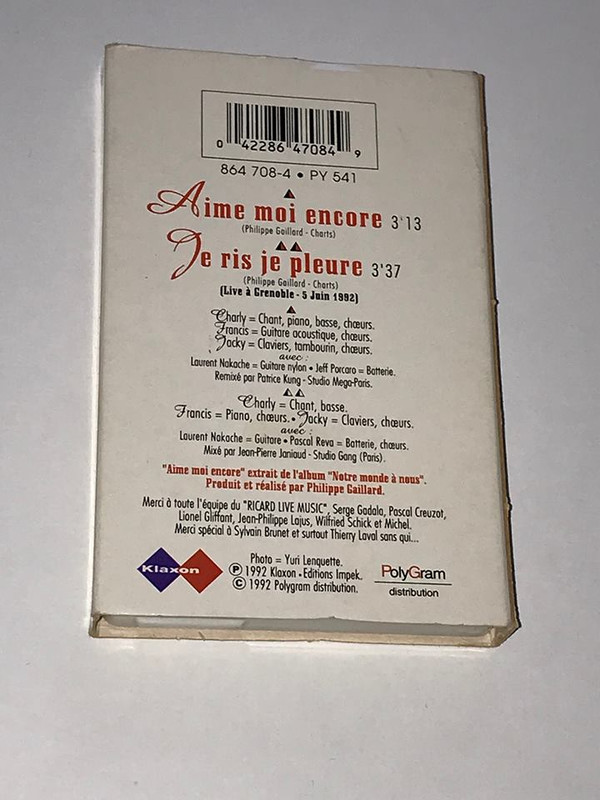 0 42286 47084 9
864 708-4 • PY 541
Aime moi encore 3'13
(Philippe Gaillard - Charts)
Je ris je pleure 3'37
(Philippe Gaillard - Charts)
(Live à Grenoble - 5 Juin 1992)
Charly = Chant, piano, basse, chœurs.
Francis = Guitare acoustique, chœurs.
Jacky = Claviers, tambourin, chœurs.
avec :
Laurent Nakache = Guitare nylon • Jeff Porcaro = Batterie.
Remixé par Patrice Kung - Studio Mega-Paris.
Charly = Chant, basse.
Francis = Piano, chœurs. • Jacky = Claviers, chœurs.
avec :
Laurent Nakache = Guitare • Pascal Reva = Batterie, chœurs.
Mixé par Jean-Pierre Janiaud - Studio Gang (Paris).
"Aime moi encore" extrait de l'album "Notre monde à nous".
Produit et réalisé par Philippe Gaillard.
Merci à toute l'équipe du "RICARD LIVE MUSIC", Serge Gadala, Pascal Creuzot,
Lionel Gliffant, Jean-Philippe Lajus, Wilfried Schick et Michel.
Merci spécial à Sylvain Brunet et surtout Thierry Laval sans qui...
Klaxon
Photo = Yuri Lenquette.
℗ 1992 Klaxon - Editions Impek.
© 1992 Polygram distribution.
PolyGram
distribution